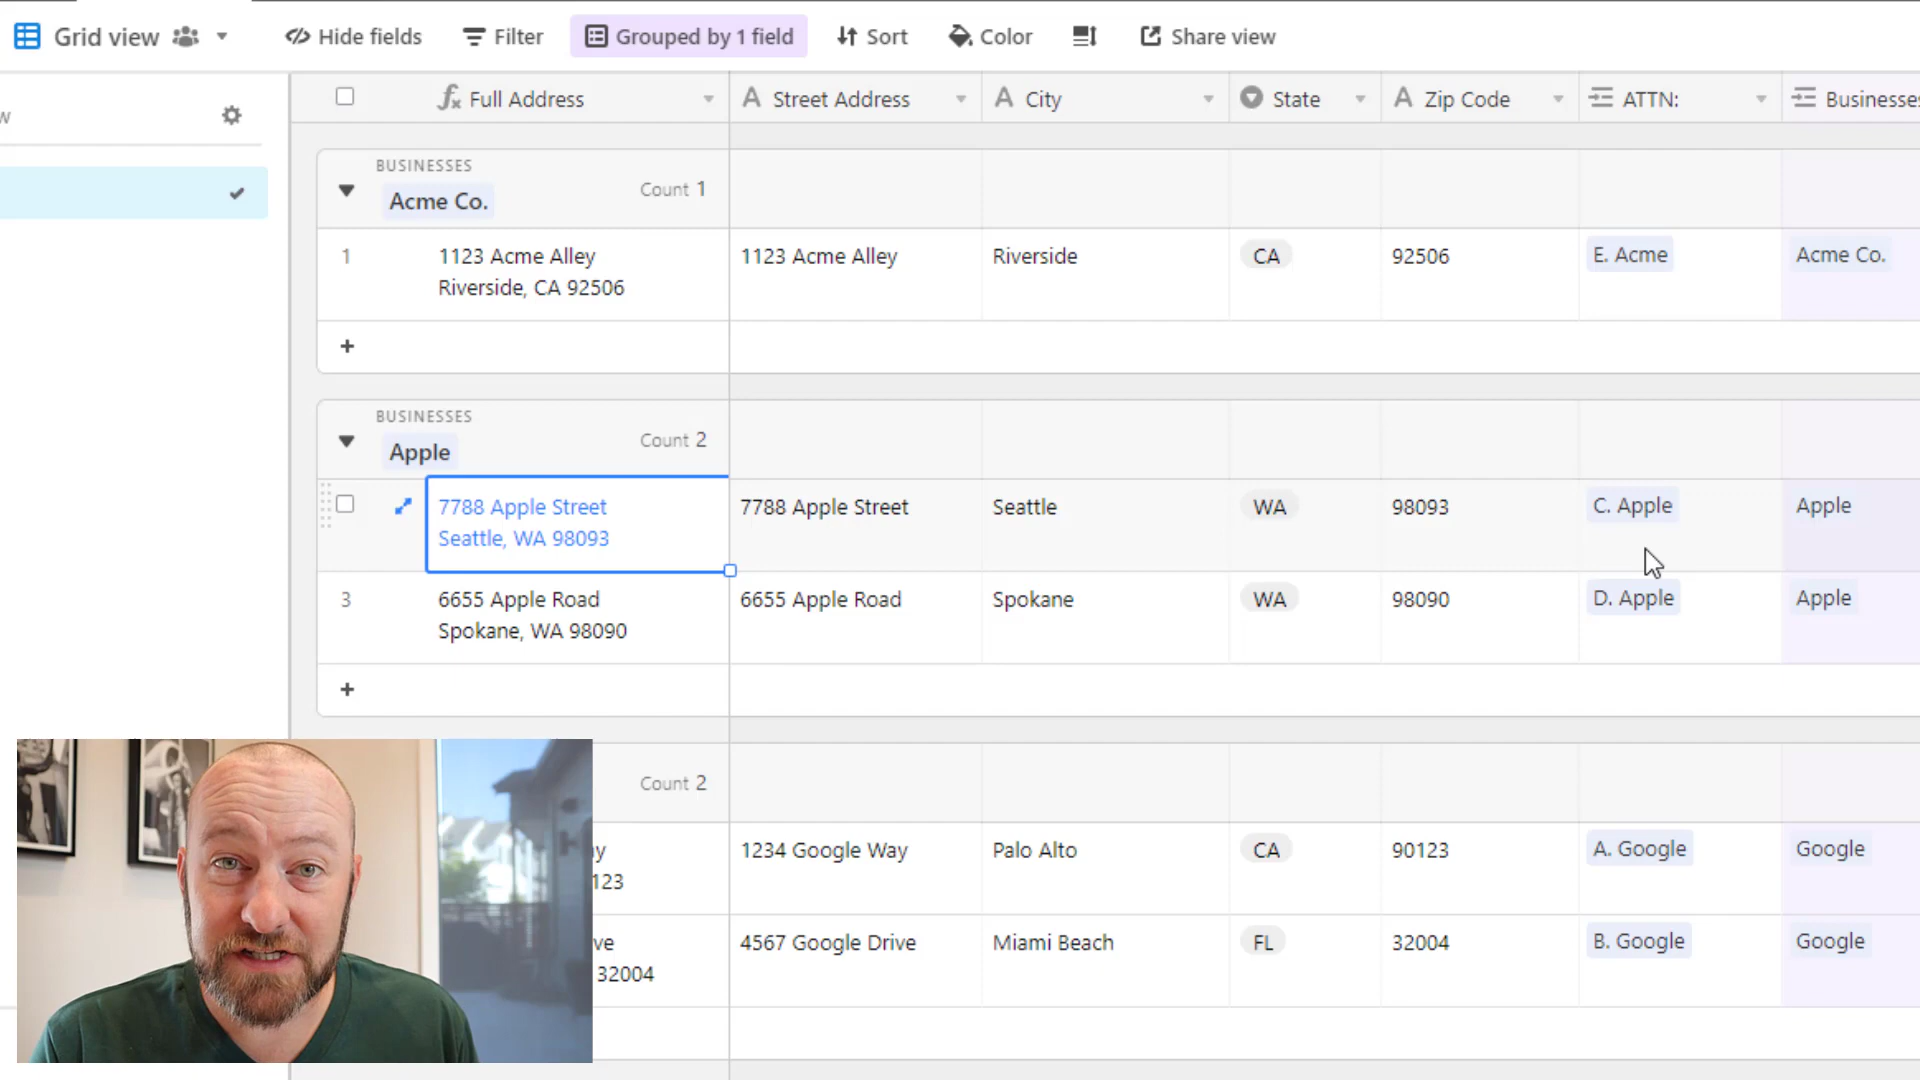 Grid view
Hide fields
Filter
Grouped by 1 field
Sort
Color
Share view
w
Full Address
Street Address
City
State
Zip Code
ATTN:
Businesses
BUSINESSES
Acme Co.
Count 1
1
1123 Acme Alley
Riverside, CA 92506
1123 Acme Alley
Riverside
CA
92506
E. Acme
Acme Co.
+
BUSINESSES
Apple
Count 2
7788 Apple Street
Seattle, WA 98093
7788 Apple Street
Seattle
WA
98093
C. Apple
Apple
3
6655 Apple Road
Spokane, WA 98090
6655 Apple Road
Spokane
WA
98090
D. Apple
Apple
+
Count 2
ay
123
1234 Google Way
Palo Alto
CA
90123
A. Google
Google
ve
32004
4567 Google Drive
Miami Beach
FL
32004
B. Google
Google